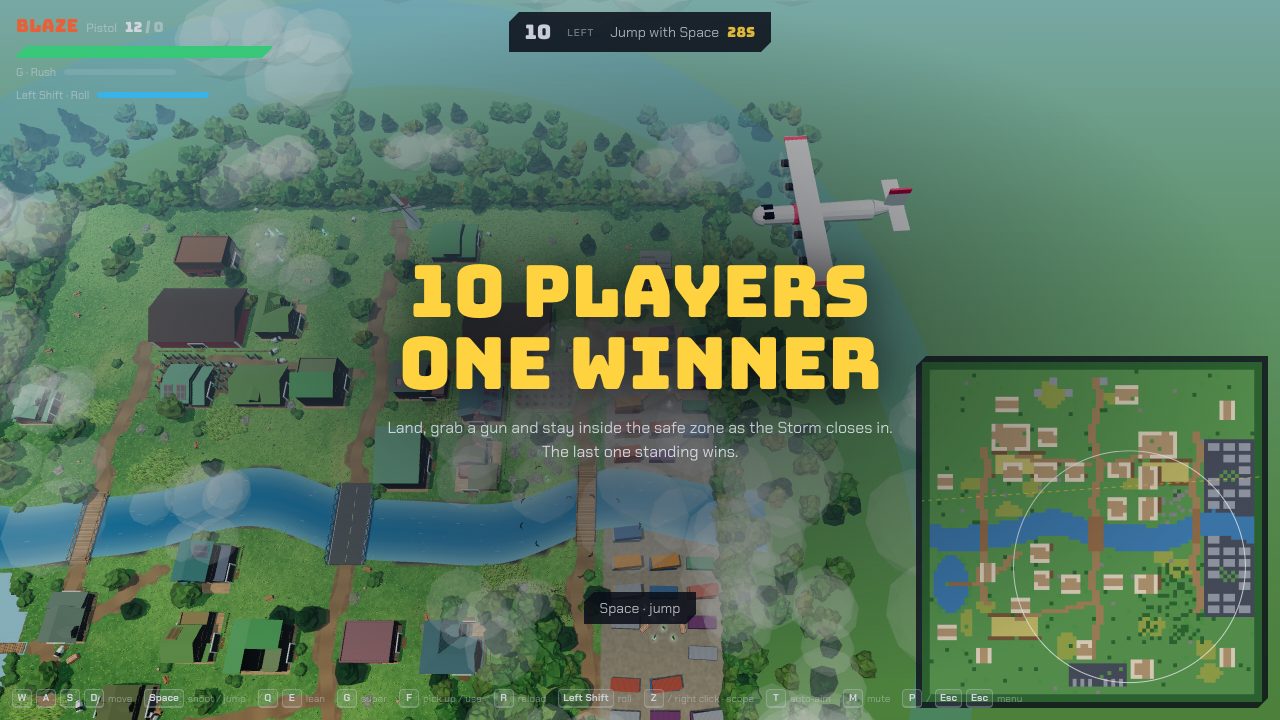 BLAZE Pistol 12 / 0
G · Rush
Left Shift · Roll
10 LEFT Jump with Space 28S
10 PLAYERS
ONE WINNER
Land, grab a gun and stay inside the safe zone as the Storm closes in.
The last one standing wins.
Space · jump
W A S D / move Space shoot / jump Q E lean G super F pick up / use R reload Left Shift roll Z / right click · scope T auto-aim M mute P / Esc Esc menu